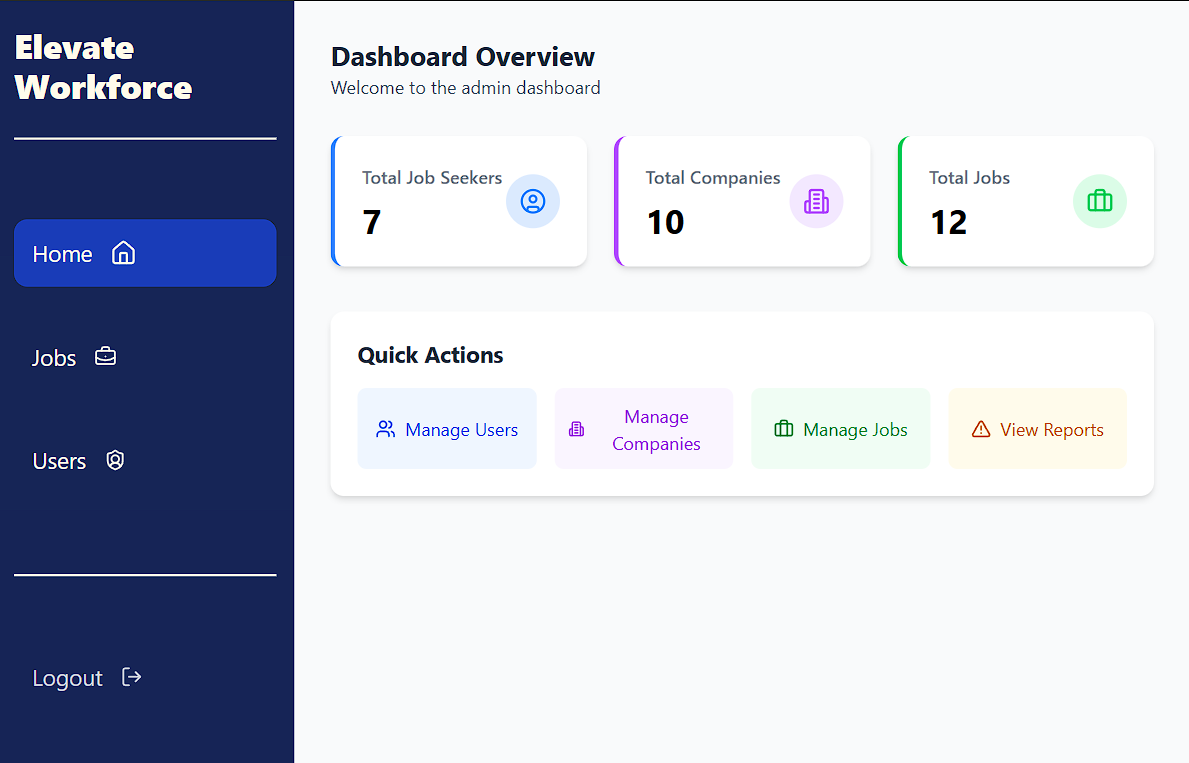 Elevate
Workforce
Home
Jobs
Users
Logout
Dashboard Overview
Welcome to the admin dashboard
Total Job Seekers
7
Total Companies
10
Total Jobs
12
Quick Actions
Manage Users
Manage
Companies
Manage Jobs
View Reports